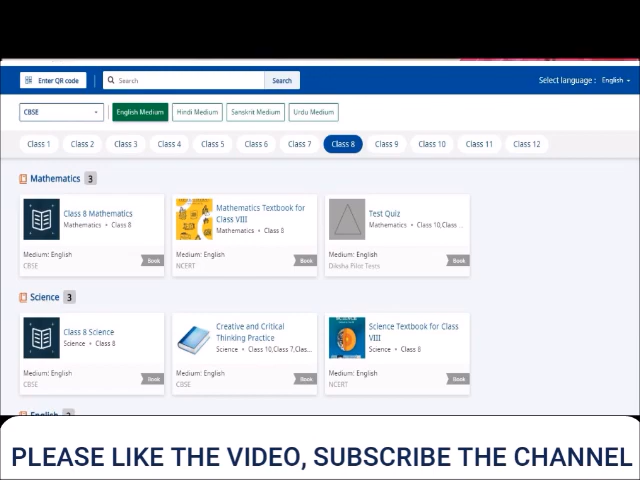 Enter QR code
Search
Search
Select language : English
CBSE
English Medium
Hindi Medium
Sanskrit Medium
Urdu Medium
Class 1 Class 2 Class 3 Class 4 Class 5 Class 6 Class 7 Class 8 Class 9 Class 10 Class 11 Class 12
Mathematics 3
Class 8 Mathematics
Mathematics • Class 8
Medium: English
CBSE
Book
Mathematics Textbook for
Class VIII
Mathematics • Class 8
Medium: English
NCERT
Book
Test Quiz
Mathematics • Class 10,Class ...
Medium: English
Diksha Pilot Tests
Book
Science 3
Class 8 Science
Science • Class 8
Medium: English
CBSE
Book
Creative and Critical
Thinking Practice
Science • Class 10,Class 7,Clas...
Medium: English
CBSE
Book
Science Textbook for Class
VIII
Science • Class 8
Medium: English
NCERT
Book
English
PLEASE LIKE THE VIDEO, SUBSCRIBE THE CHANNEL